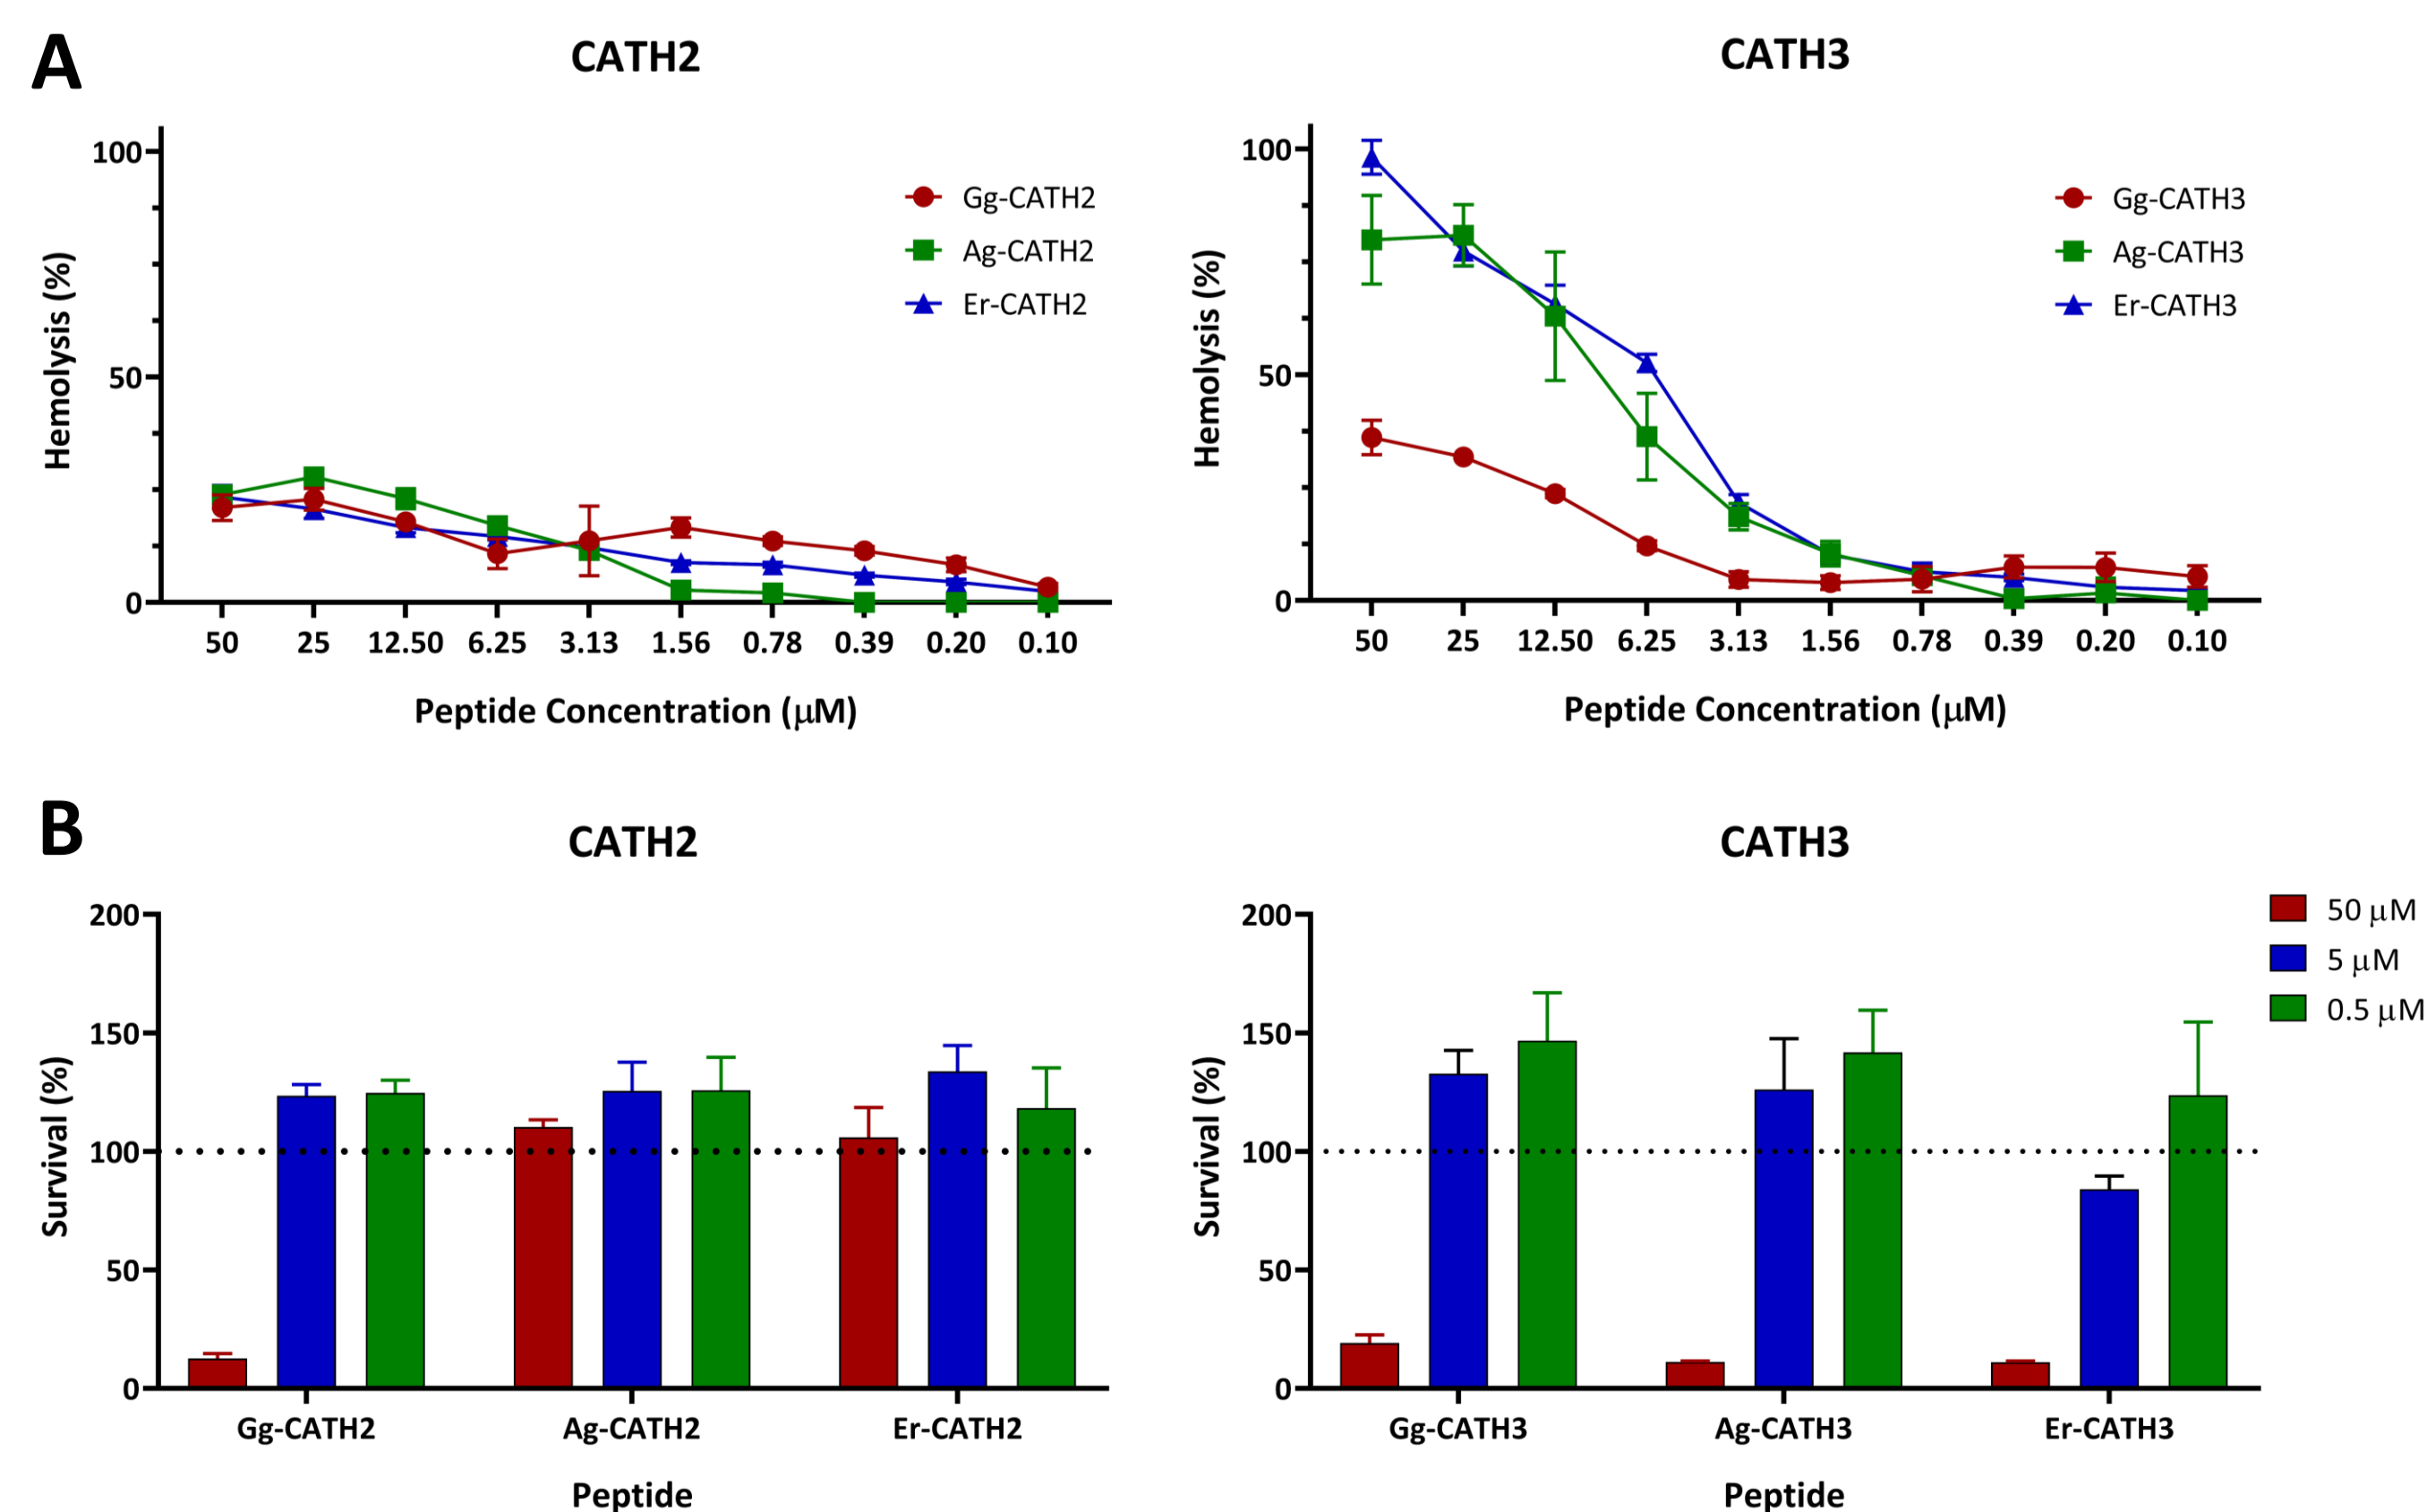 A
CATH2
CATH3
100
50
0
Hemolysis (%)
Gg-CATH2
Ag-CATH2
Er-CATH2
50 25 12.50 6.25 3.13 1.56 0.78 0.39 0.20 0.10
Peptide Concentration (µM)
100
50
0
Hemolysis (%)
Gg-CATH3
Ag-CATH3
Er-CATH3
50 25 12.50 6.25 3.13 1.56 0.78 0.39 0.20 0.10
Peptide Concentration (µM)
B
CATH2
CATH3
200
150
100
50
0
Survival (%)
Gg-CATH2 Ag-CATH2 Er-CATH2
Peptide
200
150
100
50
0
Survival (%)
50 µM
5 µM
0.5 µM
Gg-CATH3 Ag-CATH3 Er-CATH3
Peptide